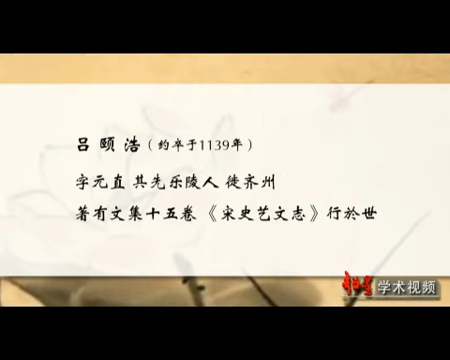 吕颐浩（约卒于1139年）
字元直 其先乐陵人 徙齐州
著有文集十五卷《宋史艺文志》行於世
学术视频